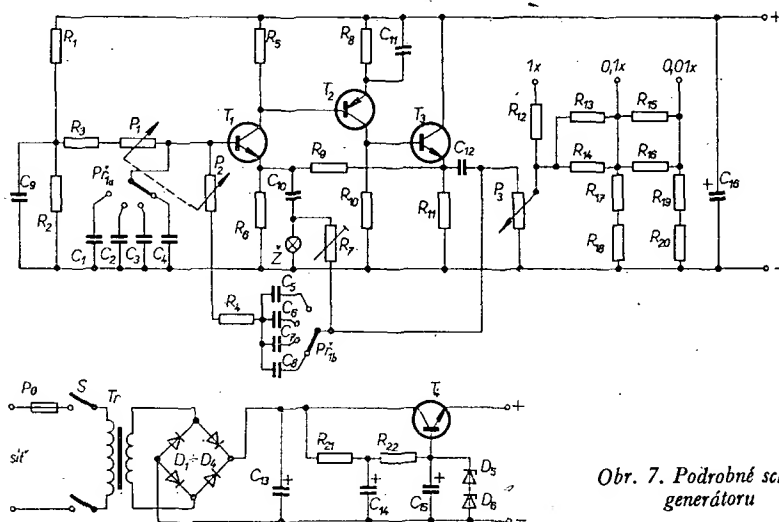 +
R₁
R₅
R₈
C₁₁
1x
0,1x
0,01x
T₂
R₁₂
R₁₃
R₁₅
T₁
T₃
R₃
P₁
C₁₂
R₁₄
R₁₆
C₉
R₂
Př₁ₐ
P₂
C₁₀
R₉
P₃
R₁₇
R₁₉
C₁₆
+
C₁
C₂
C₃
C₄
R₆
Ž
R₇
R₁₀
R₁₁
R₁₈
R₂₀
-
R₄
C₅
C₆
C₇
C₈
Př₁b
Po
S
Tr
T
+
síť
D₁÷D₄
R₂₁
R₂₂
D₅
C₁₃
+
C₁₄
+
C₁₅
+
D₆
-
Obr. 7. Podrobné
generátoru